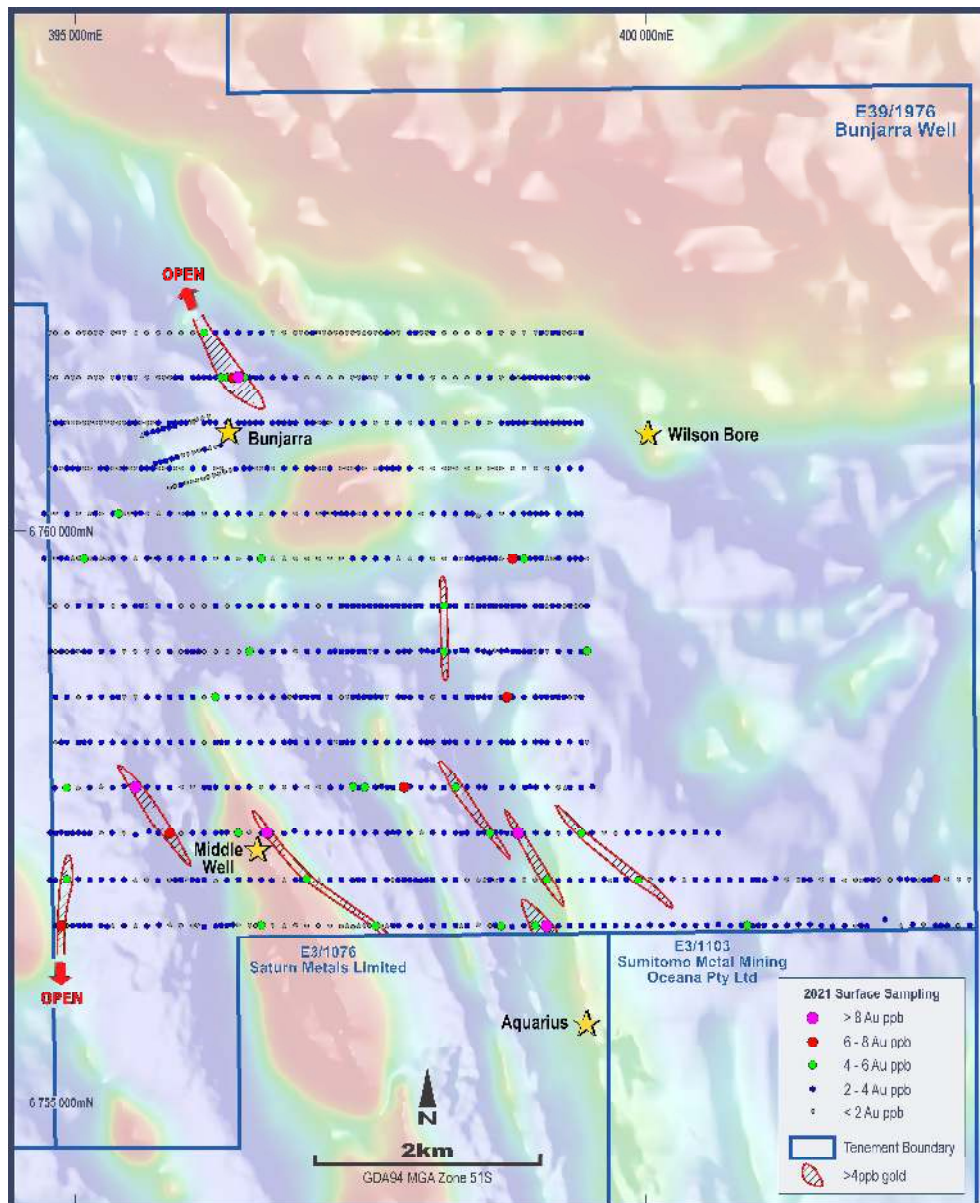 395 000mE
400 000mE
E39/1976
Bunjarra Well
OPEN
Bunjarra
Wilson Bore
6 760 000mN
Middle
Well
E3/1076
Saturn Metals Limited
E3/1103
Sumitomo Metal Mining
Oceana Pty Ltd
OPEN
Aquarius
6 755 000mN
N
2km
GDA94 MGA Zone 51S
2021 Surface Sampling
> 8 Au ppb
6 - 8 Au ppb
4 - 6 Au ppb
2 - 4 Au ppb
< 2 Au ppb
Tenement Boundary
>4ppb gold